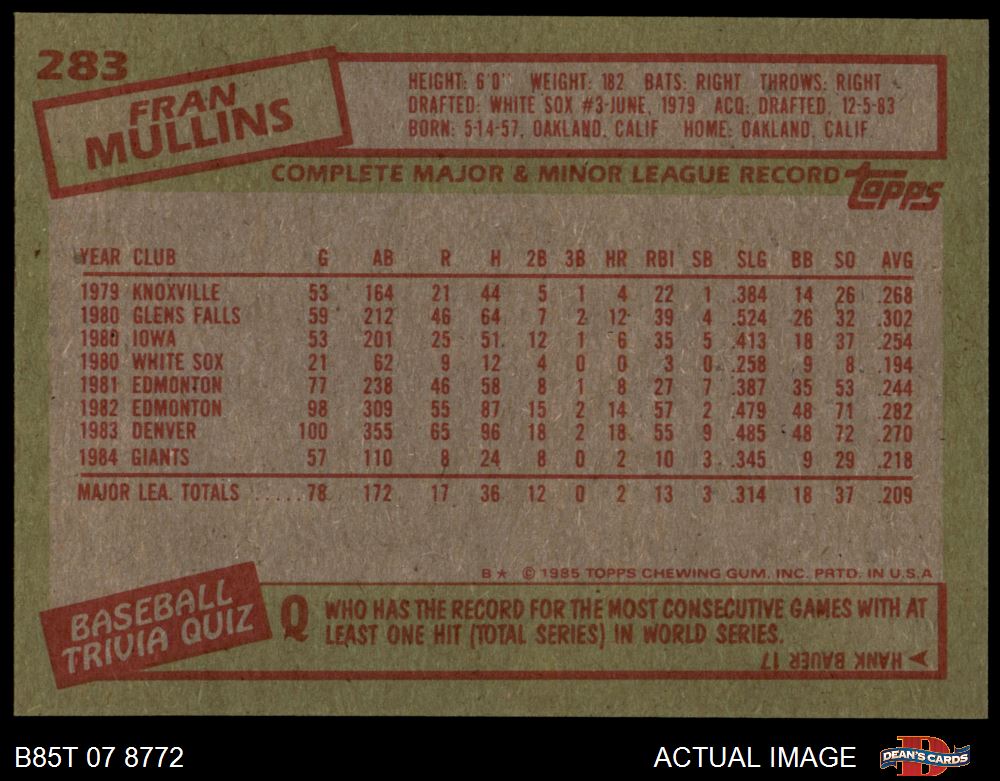 283
FRAN
MULLINS
HEIGHT: 6'0" WEIGHT: 182 BATS: RIGHT THROWS: RIGHT
DRAFTED: WHITE SOX #3-JUNE, 1979 ACQ: DRAFTED, 12-5-83
BORN: 5-14-57, OAKLAND, CALIF HOME: OAKLAND, CALIF.
COMPLETE MAJOR & MINOR LEAGUE RECORD topps
YEAR CLUB G AB R H 2B 3B HR RBI SB SLG BB SO AVG
1979 KNOXVILLE 53 164 21 44 5 1 4 22 1 .384 14 26 .268
1980 GLENS FALLS 59 212 46 64 7 2 12 39 4 .524 26 32 .302
1980 IOWA 53 201 25 51 12 1 6 35 5 .413 18 37 .254
1980 WHITE SOX 21 62 9 12 4 0 0 3 0 .258 9 8 .194
1981 EDMONTON 77 238 46 58 8 1 8 27 7 .387 35 53 .244
1982 EDMONTON 98 309 55 87 15 2 14 57 2 .479 48 71 .282
1983 DENVER 100 355 65 96 18 2 18 55 9 .485 48 72 .270
1984 GIANTS 57 110 8 24 8 0 2 10 3 .345 9 29 .218
MAJOR LEA. TOTALS ......78 172 17 36 12 0 2 13 3 .314 18 37 .209
B★ © 1985 TOPPS CHEWING GUM, INC. PRTD. IN U.S.A
BASEBALL
TRIVIA QUIZ
Q WHO HAS THE RECORD FOR THE MOST CONSECUTIVE GAMES WITH AT
LEAST ONE HIT (TOTAL SERIES) IN WORLD SERIES.
HANK BAUER 17
B85T 07 8772 ACTUAL IMAGE DEAN'S CARDS